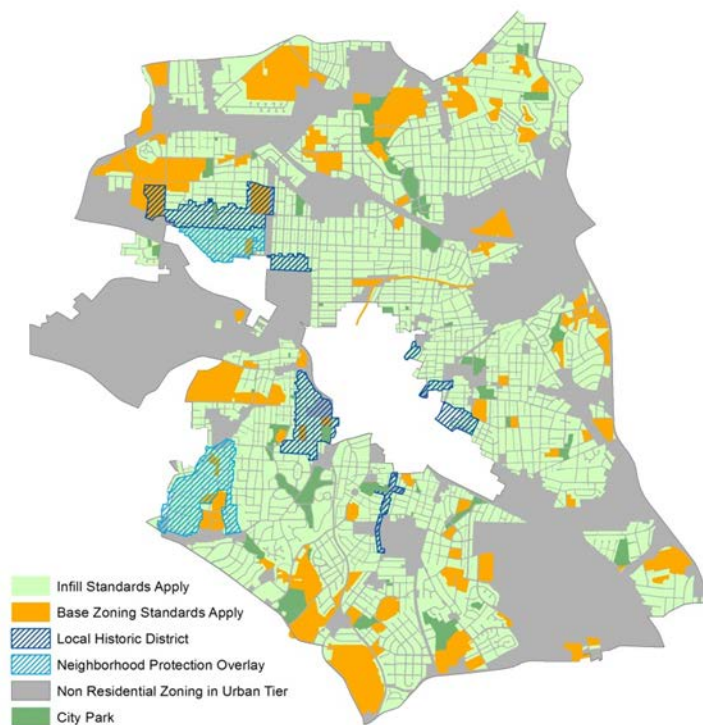 Infill Standards Apply
Base Zoning Standards Apply
Local Historic District
Neighborhood Protection Overlay
Non Residential Zoning in Urban Tier
City Park